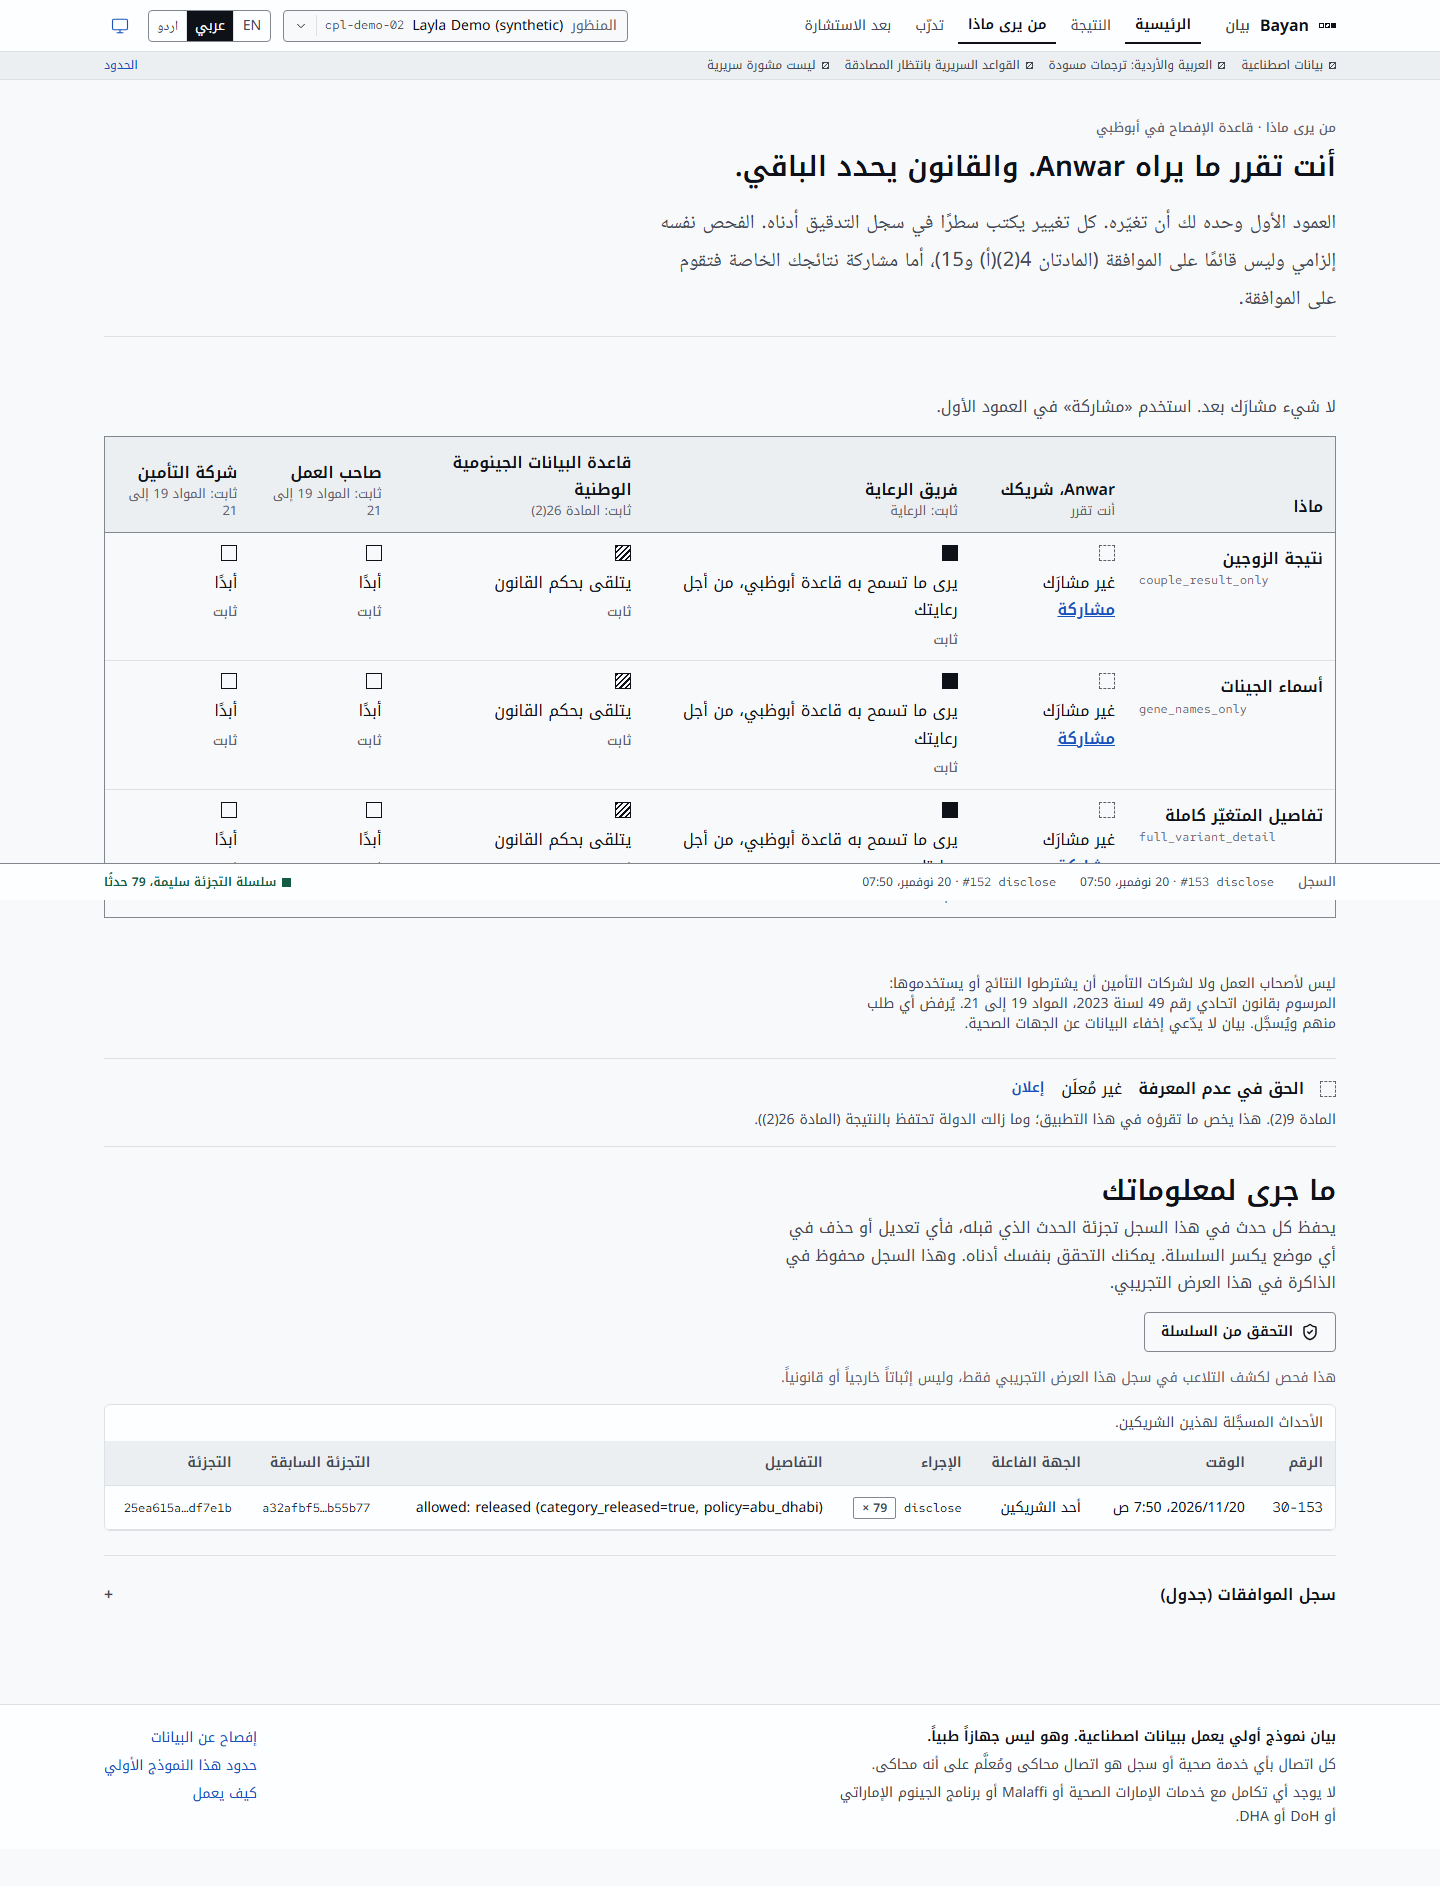 Bayan بيان
الرئيسية
النتيجة
من يرى ماذا
تدرّب
بعد الاستشارة
المنظور Layla Demo (synthetic) cpl-demo-02
EN عربي اردو
بيانات اصطناعية
العربية والأردية: ترجمات مسودة
القواعد السريرية بانتظار المصادقة
ليست مشورة سريرية
الحدود
من يرى ماذا · قاعدة الإفصاح في أبوظبي
أنت تقرر ما يراه Anwar. والقانون يحدد الباقي.
العمود الأول وحده لك أن تغيّره. كل تغيير يكتب سطرًا في سجل التدقيق أدناه. الفحص نفسه
إلزامي وليس قائمًا على الموافقة (المادتان 4(2)(أ) و15)، أما مشاركة نتائجك الخاصة فتقوم
على الموافقة.
لا شيء مشارَك بعد. استخدم «مشاركة» في العمود الأول.
ماذا
Anwar، شريكك
أنت تقرر
فريق الرعاية
ثابت: الرعاية
قاعدة البيانات الجينومية
الوطنية
ثابت: المادة 26(2)
صاحب العمل
ثابت: المواد 19 إلى
21
شركة التأمين
ثابت: المواد 19 إلى
21
نتيجة الزوجين
couple_result_only
غير مشارَك
مشاركة
يرى ما تسمح به قاعدة أبوظبي، من أجل
رعايتك
ثابت
يتلقى بحكم القانون
ثابت
أبدًا
ثابت
أبدًا
ثابت
أسماء الجينات
gene_names_only
غير مشارَك
مشاركة
يرى ما تسمح به قاعدة أبوظبي، من أجل
رعايتك
ثابت
يتلقى بحكم القانون
ثابت
أبدًا
ثابت
أبدًا
ثابت
تفاصيل المتغيّر كاملة
full_variant_detail
غير مشارَك
يرى ما تسمح به قاعدة أبوظبي، من أجل
يتلقى بحكم القانون
أبدًا
أبدًا
السجل
#153 disclose · 20 نوفمبر، 07:50
#152 disclose · 20 نوفمبر، 07:50
سلسلة التجزئة سليمة، 79 حدثًا
ليس لأصحاب العمل ولا لشركات التأمين أن يشترطوا النتائج أو يستخدموها:
المرسوم بقانون اتحادي رقم 49 لسنة 2023، المواد 19 إلى 21. يُرفض أي طلب
منهم ويُسجَّل. بيان لا يدّعي إخفاء البيانات عن الجهات الصحية.
الحق في عدم المعرفة غير مُعلَن إعلان
المادة 9(2). هذا يخص ما تقرؤه في هذا التطبيق؛ وما زالت الدولة تحتفظ بالنتيجة (المادة 26(2)).
ما جرى لمعلوماتك
يحفظ كل حدث في هذا السجل تجزئة الحدث الذي قبله، فأي تعديل أو حذف في
أي موضع يكسر السلسلة. يمكنك التحقق بنفسك أدناه. وهذا السجل محفوظ في
الذاكرة في هذا العرض التجريبي.
التحقق من السلسلة
هذا فحص لكشف التلاعب في سجل هذا العرض التجريبي فقط، وليس إثباتاً خارجياً أو قانونياً.
الأحداث المسجَّلة لهذين الشريكين.
الرقم الوقت الجهة الفاعلة الإجراء التفاصيل التجزئة السابقة التجزئة
30-153 2026/11/20، 7:50 ص أحد الشريكين disclose × 79 allowed: released (category_released=true, policy=abu_dhabi) a32afbf5…b55b77 25ea615a…df7e1b
سجل الموافقات (جدول) +
بيان نموذج أولي يعمل ببيانات اصطناعية. وهو ليس جهازاً طبياً.
كل اتصال بأي خدمة صحية أو سجل هو اتصال محاكى ومُعلَّم على أنه محاكى.
لا يوجد أي تكامل مع خدمات الإمارات الصحية أو Malaffi أو برنامج الجينوم الإماراتي
أو DoH أو DHA.
إفصاح عن البيانات
حدود هذا النموذج الأولي
كيف يعمل